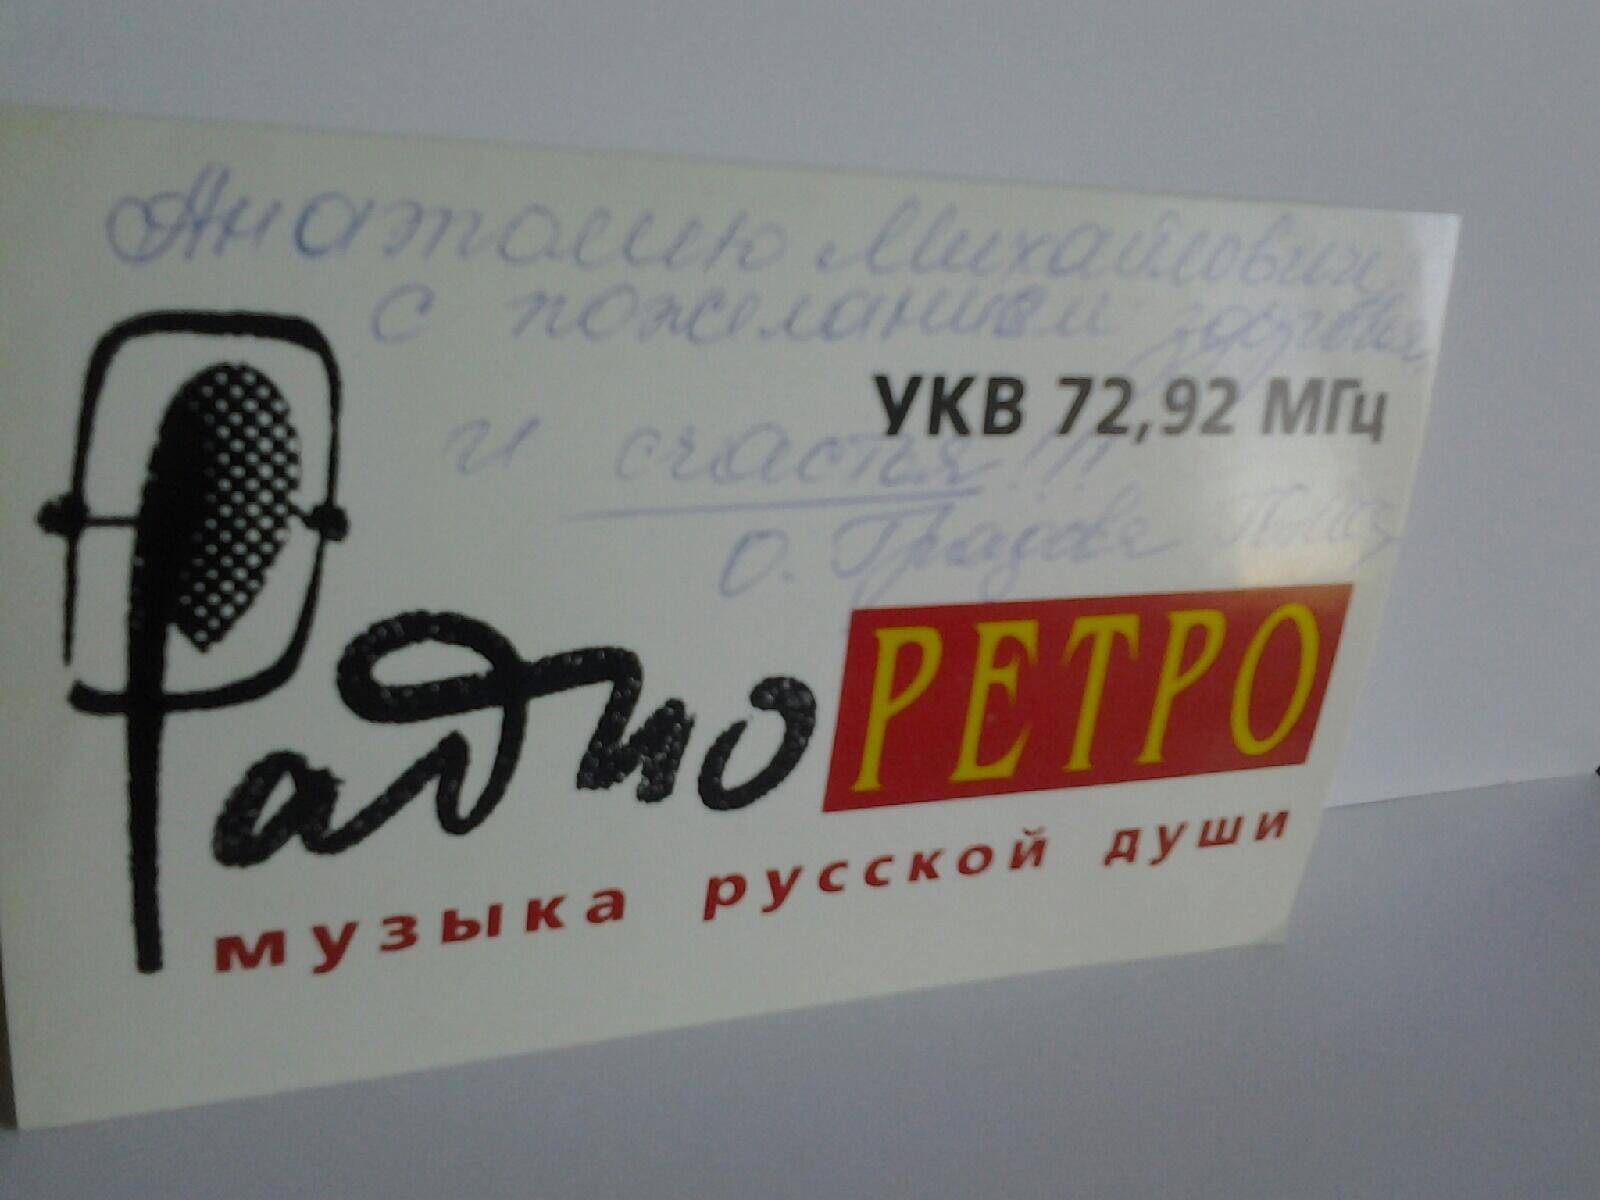 Анатолию Михайловичу
с пожеланием здоровья
УКВ 72,92 МГц
и счастья!!!
О.
Радио РЕТРО
музыка русской души